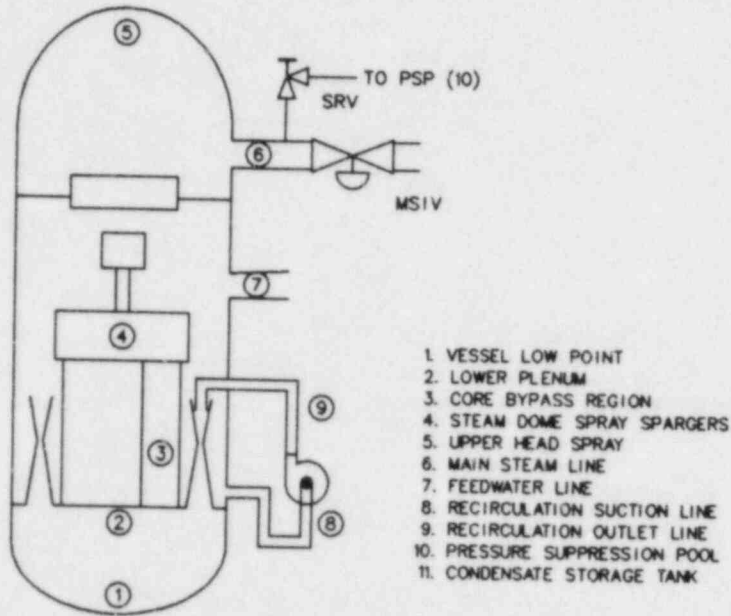 5
TO PSP (10)
SRV
6
MSIV
7
4
9
3
2
8
1
1. VESSEL LOW POINT
2. LOWER PLENUM
3. CORE BYPASS REGION
4. STEAM DOME SPRAY SPARGERS
5. UPPER HEAD SPRAY
6. MAIN STEAM LINE
7. FEEDWATER LINE
8. RECIRCULATION SUCTION LINE
9. RECIRCULATION OUTLET LINE
10. PRESSURE SUPPRESSION POOL
11. CONDENSATE STORAGE TANK